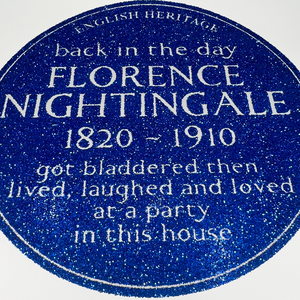 ENGLISH HERITAGE
back in the day
FLORENCE
NIGHTINGALE
1820 - 1910
got bladdered then
lived, laughed and loved
at a party
in this house